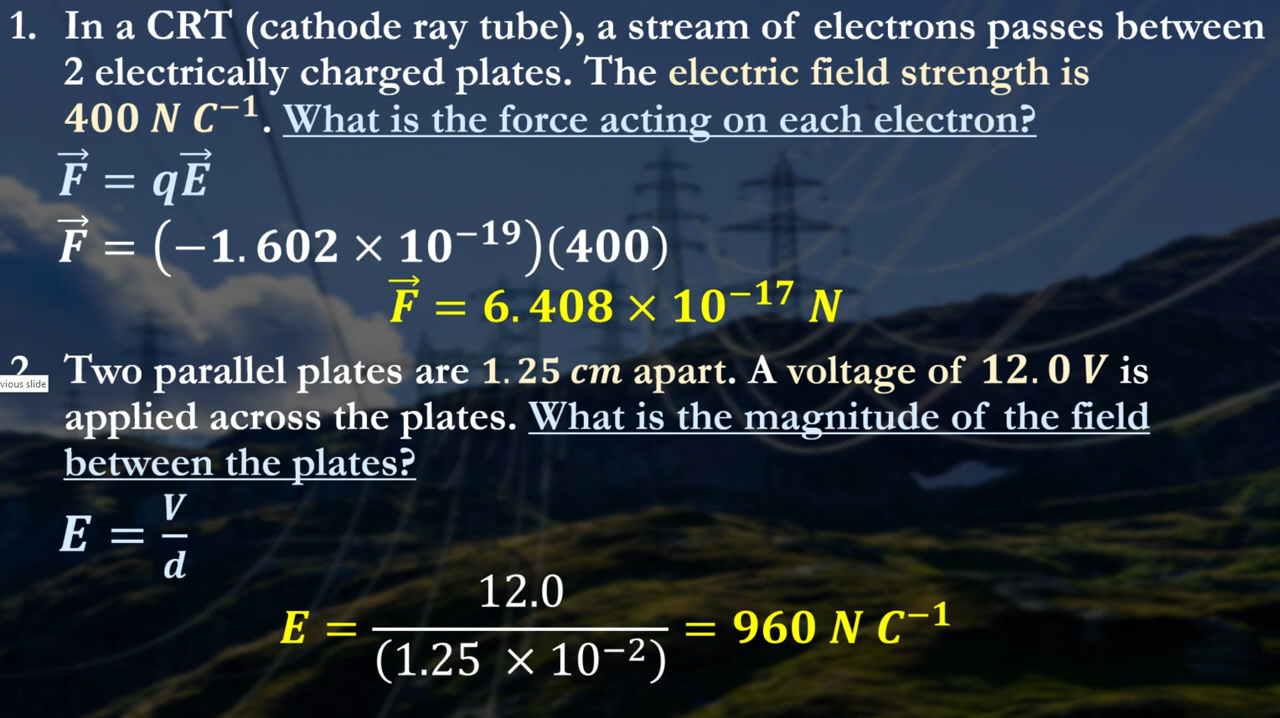 1. In a CRT (cathode ray tube), a stream of electrons passes between
2 electrically charged plates. The electric field strength is
400 N C⁻¹. What is the force acting on each electron?
F⃗ = qE⃗
F⃗ = (−1.602 × 10⁻¹⁹)(400)
F⃗ = 6.408 × 10⁻¹⁷ N
2 Two parallel plates are 1.25 cm apart. A voltage of 12.0 V is
vious slide
applied across the plates. What is the magnitude of the field
between the plates?
E = V/d
E = 12.0/(1.25 × 10⁻²) = 960 N C⁻¹